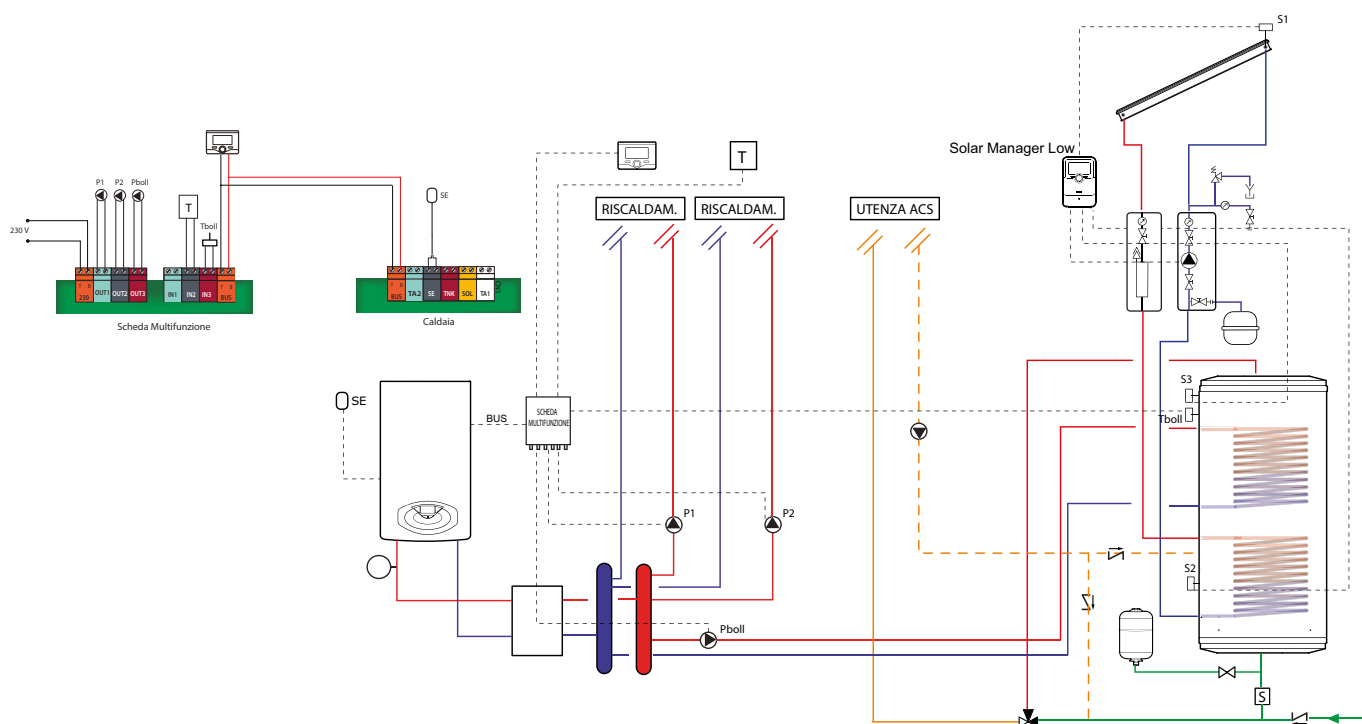 S1
Solar Manager Low
P1
P2
Pboll
T
Tboll
230 V
SE
T B
230
OUT1
OUT2
OUT3
IN1
IN2
IN3
T B
BUS
Scheda Multifunzione
T B
BUS
TA2
SE
TNK
SOL
TA1
IN2
Caldaia
T
RISCALDAM.
RISCALDAM.
UTENZA ACS
SE
BUS
SCHEDA
MULTIFUNZIONE
S3
Tboll
P1
P2
S2
Pboll
S